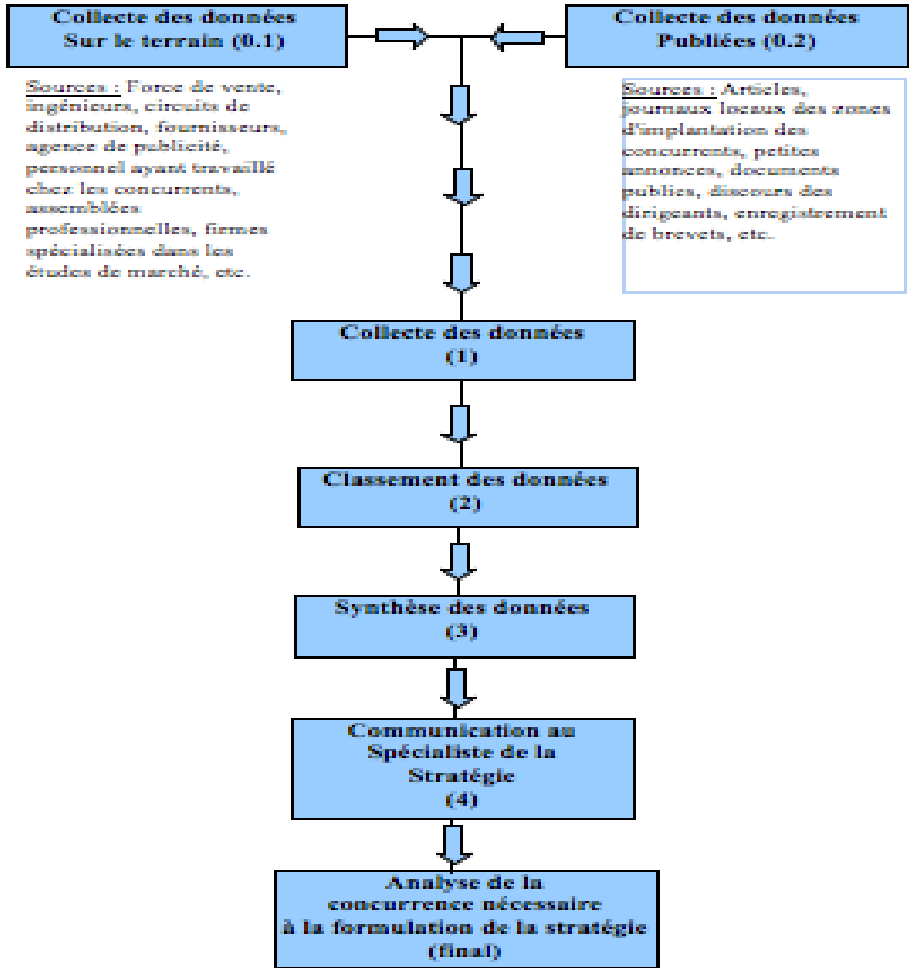 Collecte des données
Sur le terrain (0.1)
Collecte des données
Publiées (0.2)
Sources : Force de vente,
ingénieurs, circuits de
distribution, fournisseurs,
agence de publicité,
personnel ayant travaillé
chez les concurrents,
assemblées
professionnelles, firmes
spécialisées dans les
études de marché, etc.
Sources : Articles,
journaux locaux des zones
d'implantation des
concurrents, petites
annonces, documents
publies, discours des
dirigeants, enregistrement
de brevets, etc.
Collecte des données
(1)
Classement des données
(2)
Synthèse des données
(3)
Communication au
Spécialiste de la
Stratégie
(4)
Analyse de la
concurrence nécessaire
à la formulation de la stratégie
(final)